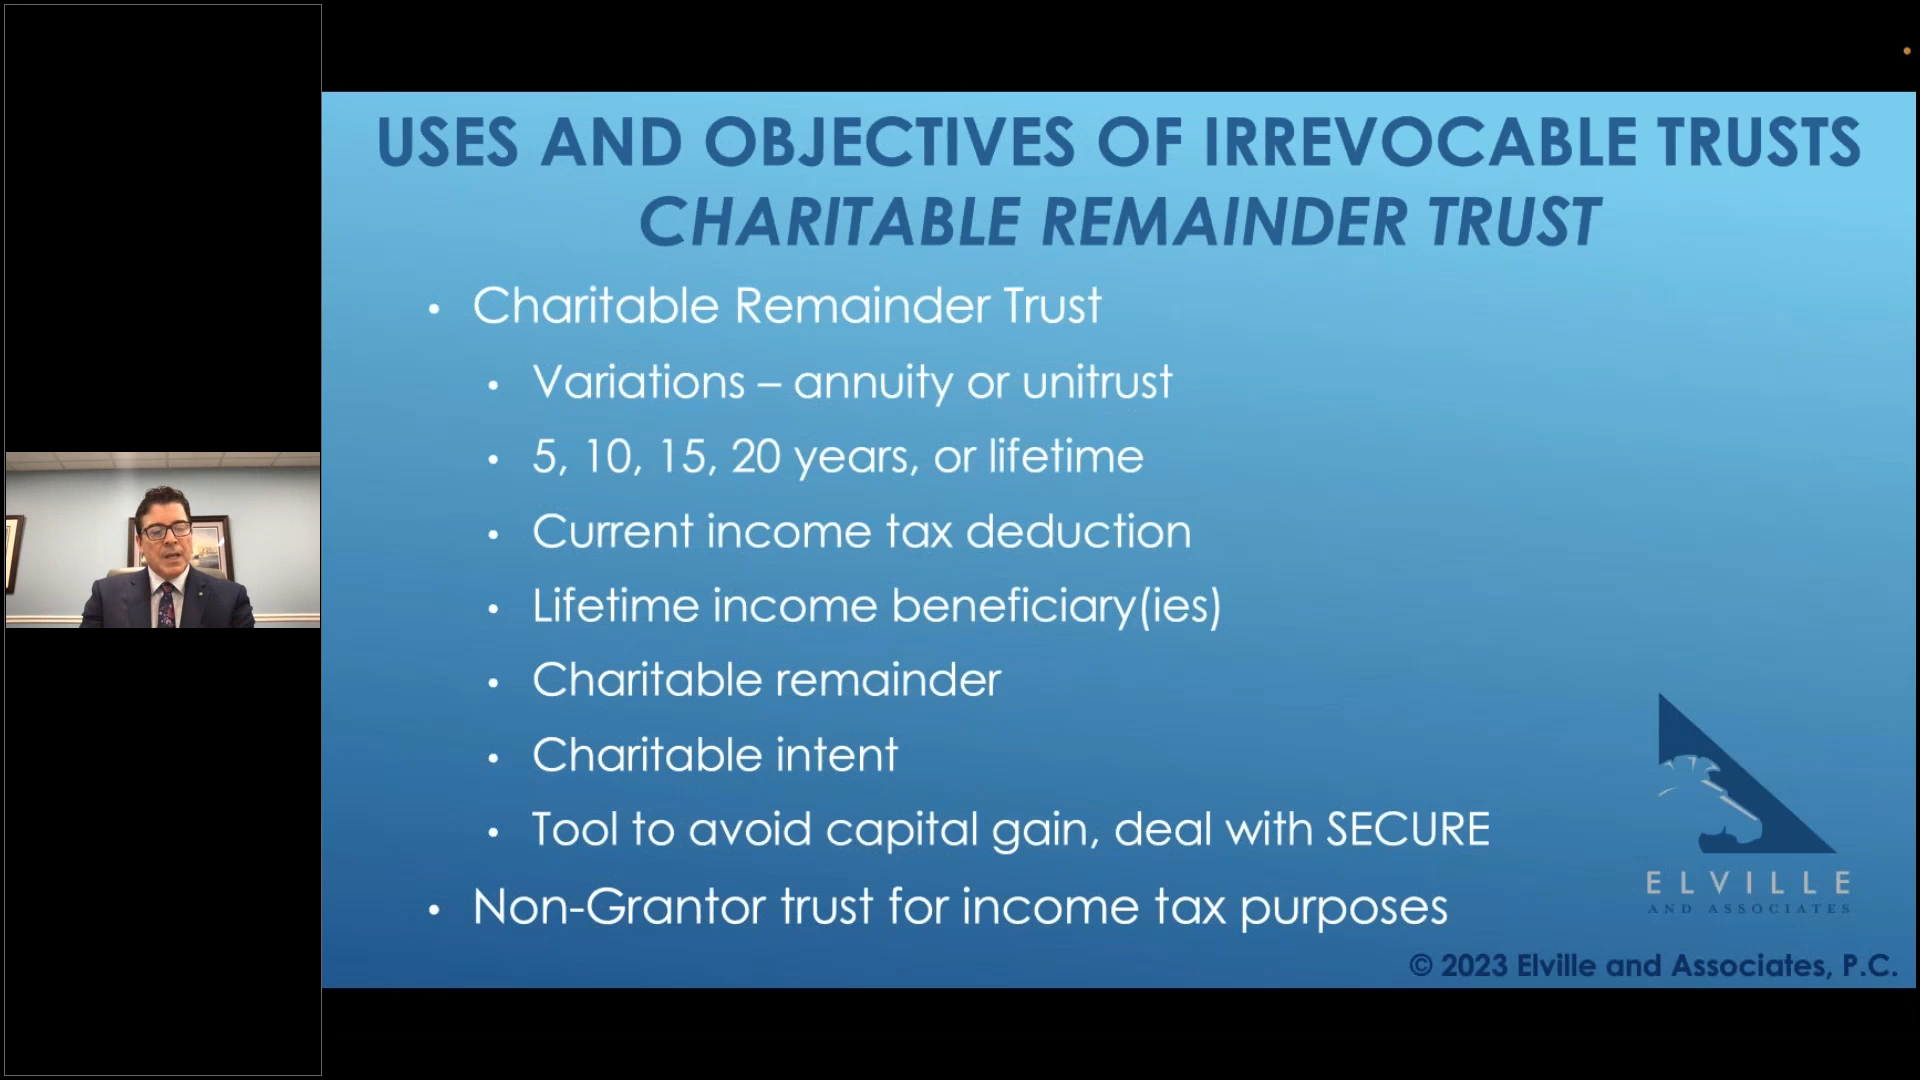 USES AND OBJECTIVES OF IRREVOCABLE TRUSTS
CHARITABLE REMAINDER TRUST
• Charitable Remainder Trust
• Variations – annuity or unitrust
• 5, 10, 15, 20 years, or lifetime
• Current income tax deduction
• Lifetime income beneficiary(ies)
• Charitable remainder
• Charitable intent
• Tool to avoid capital gain, deal with SECURE
• Non-Grantor trust for income tax purposes
ELVILLE
AND ASSOCIATES
© 2023 Elville and Associates, P.C.